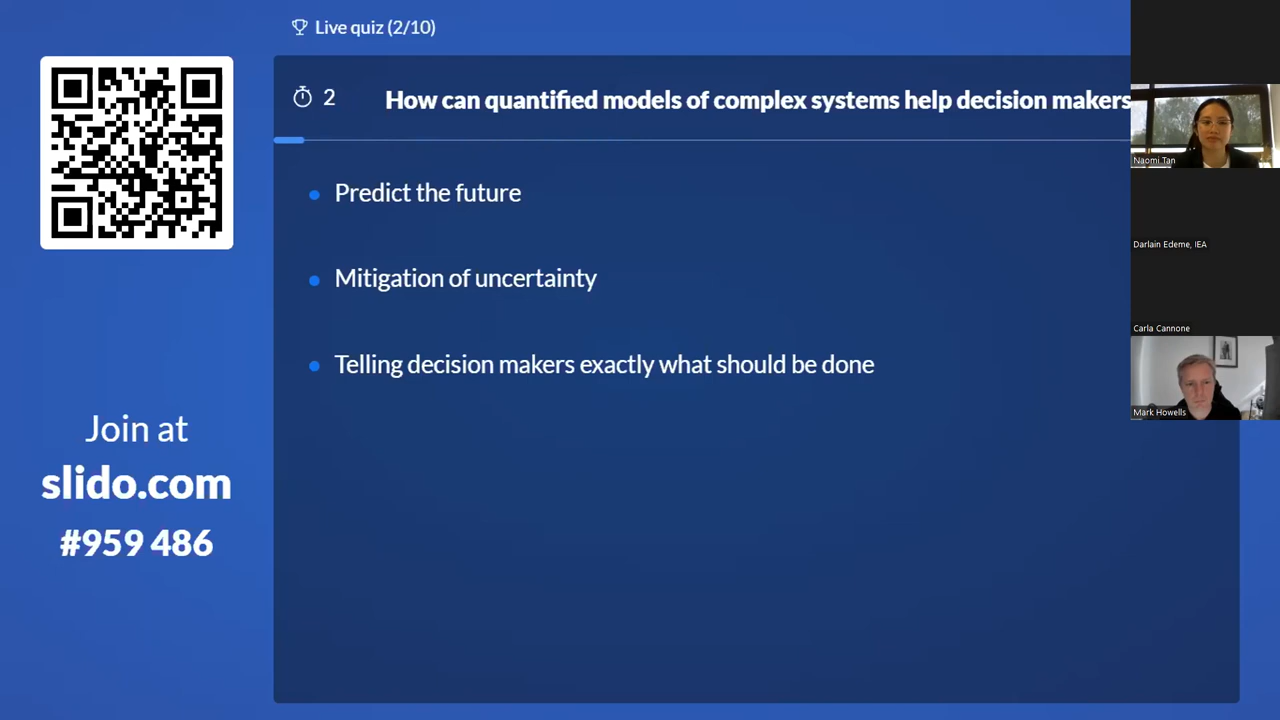 Live quiz (2/10)
2
How can quantified models of complex systems help decision makers
Predict the future
Mitigation of uncertainty
Telling decision makers exactly what should be done
Join at
slido.com
#959 486
Naomi Tan
Darlain Edeme, IEA
Carla Cannone
Mark Howells